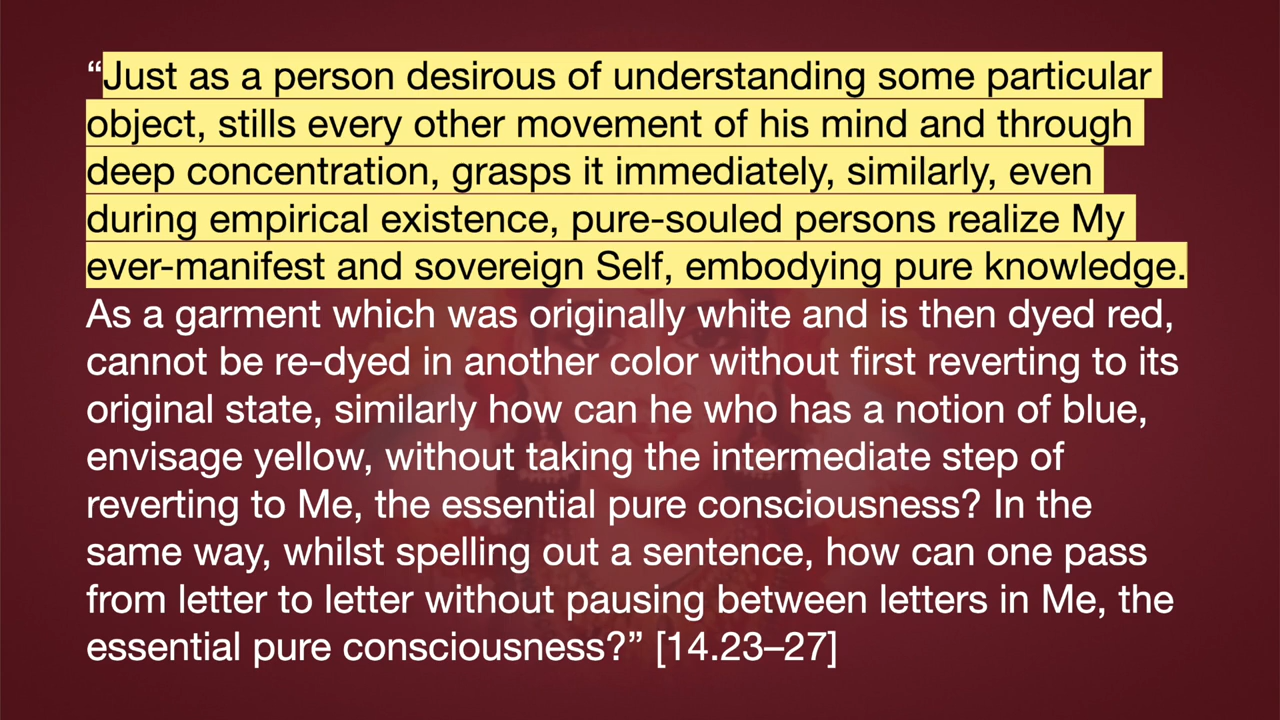 “Just as a person desirous of understanding some particular
object, stills every other movement of his mind and through
deep concentration, grasps it immediately, similarly, even
during empirical existence, pure-souled persons realize My
ever-manifest and sovereign Self, embodying pure knowledge.
As a garment which was originally white and is then dyed red,
cannot be re-dyed in another color without first reverting to its
original state, similarly how can he who has a notion of blue,
envisage yellow, without taking the intermediate step of
reverting to Me, the essential pure consciousness? In the
same way, whilst spelling out a sentence, how can one pass
from letter to letter without pausing between letters in Me, the
essential pure consciousness?” [14.23–27]